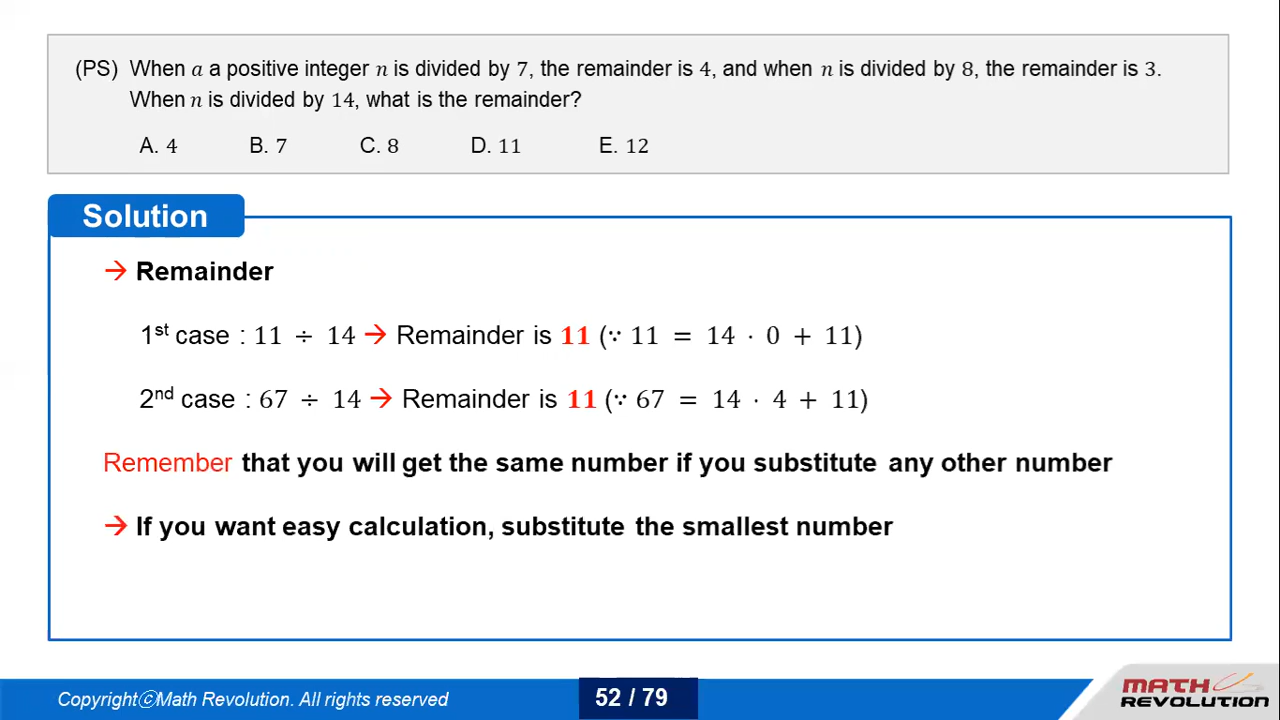 (PS) When a a positive integer n is divided by 7, the remainder is 4, and when n is divided by 8, the remainder is 3.
When n is divided by 14, what is the remainder?
A. 4 B. 7 C. 8 D. 11 E. 12
Solution
→ Remainder
1st case : 11 ÷ 14 → Remainder is 11 (∵ 11 = 14 · 0 + 11)
2nd case : 67 ÷ 14 → Remainder is 11 (∵ 67 = 14 · 4 + 11)
Remember that you will get the same number if you substitute any other number
→ If you want easy calculation, substitute the smallest number
CopyrightⓒMath Revolution. All rights reserved
52 / 79
MATH
REVOLUTION